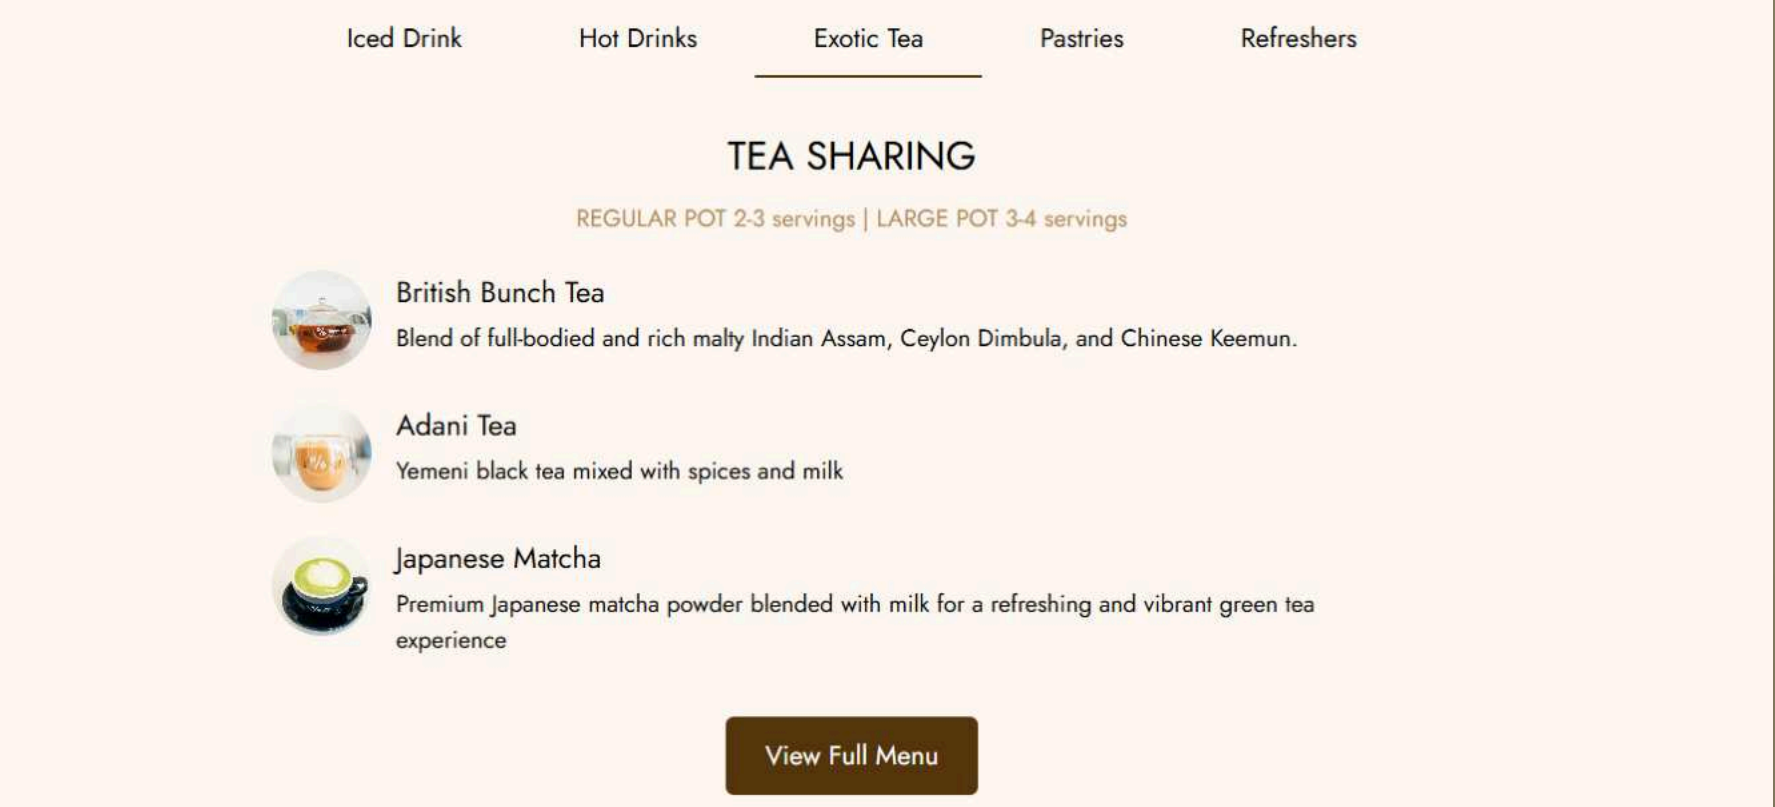 Iced Drink Hot Drinks Exotic Tea Pastries Refreshers
TEA SHARING
REGULAR POT 2-3 servings | LARGE POT 3-4 servings
British Bunch Tea
Blend of full-bodied and rich malty Indian Assam, Ceylon Dimbula, and Chinese Keemun.
Adani Tea
Yemeni black tea mixed with spices and milk
Japanese Matcha
Premium Japanese matcha powder blended with milk for a refreshing and vibrant green tea
experience
View Full Menu